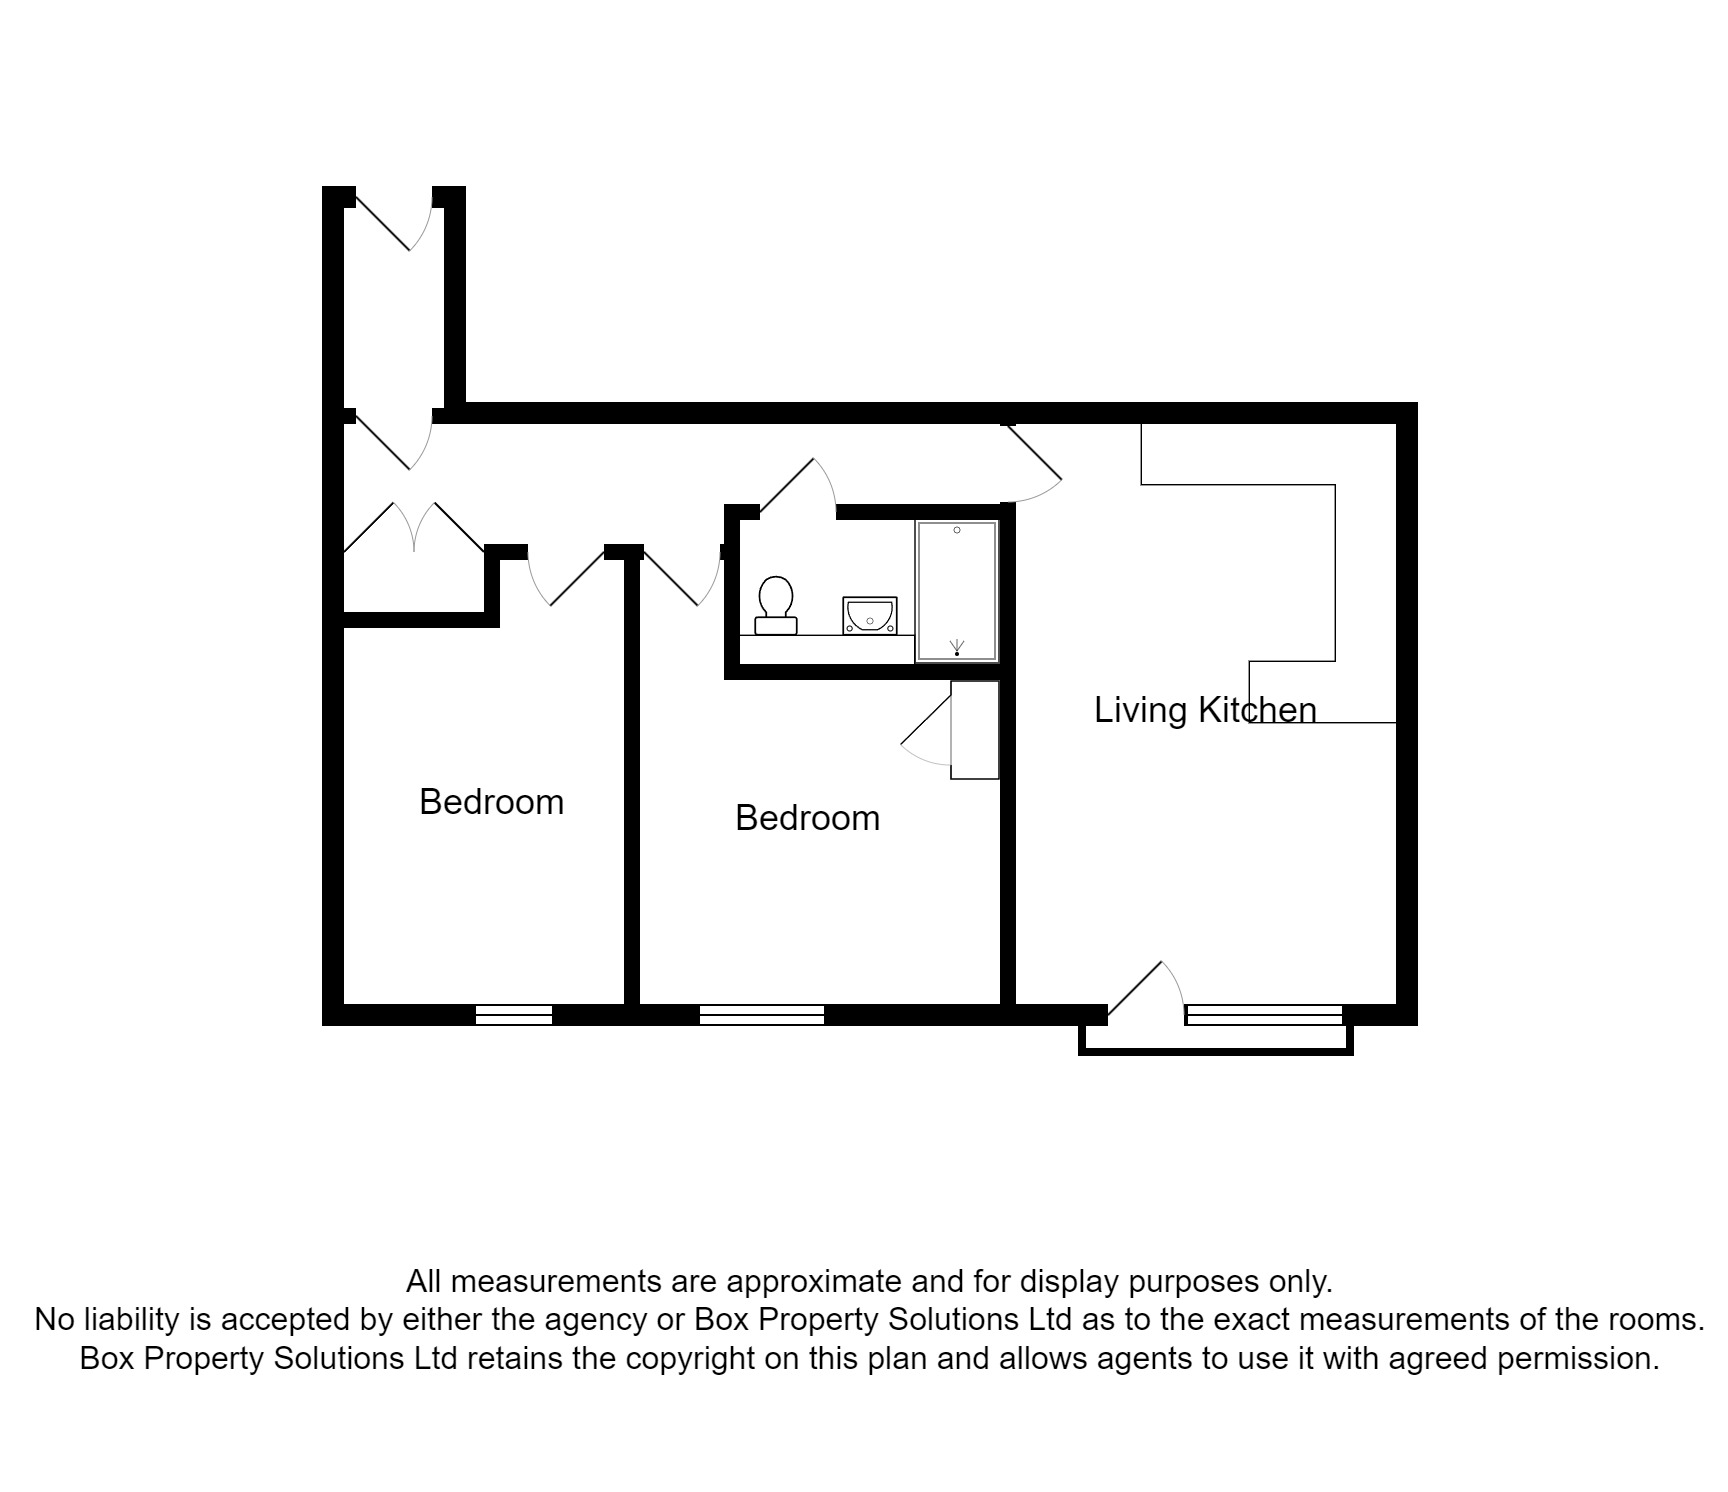 Living Kitchen
Bedroom
Bedroom
All measurements are approximate and for display purposes only.
No liability is accepted by either the agency or Box Property Solutions Ltd as to the exact measurements of the rooms.
Box Property Solutions Ltd retains the copyright on this plan and allows agents to use it with agreed permission.